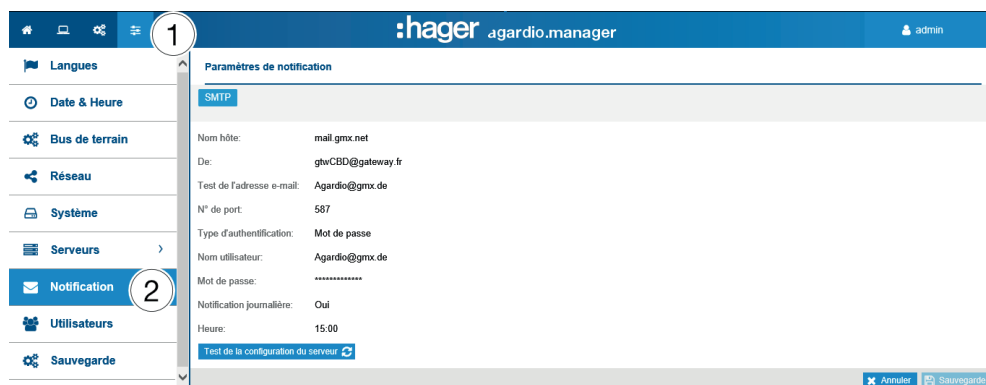 1
:hager agardio.manager
admin
Langues
Date & Heure
Bus de terrain
Réseau
Système
Serveurs
Notification
2
Utilisateurs
Sauvegarde
Paramètres de notification
SMTP
Nom hôte: mail.gmx.net
De: gtwCBD@gateway.fr
Test de l'adresse e-mail: Agardio@gmx.de
N° de port: 587
Type d'authentification: Mot de passe
Nom utilisateur: Agardio@gmx.de
Mot de passe: *************
Notification journalière: Oui
Heure: 15:00
Test de la configuration du serveur
Annuler Sauvegarde